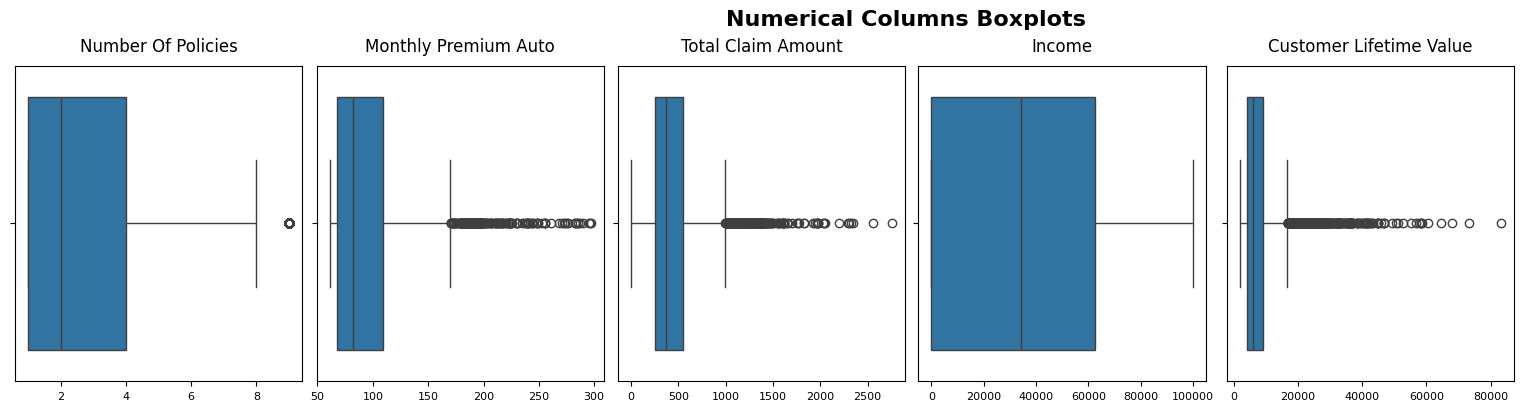 Numerical Columns Boxplots
Number Of Policies Monthly Premium Auto Total Claim Amount Income Customer Lifetime Value
2 4 6 8 50 100 150 200 250 300 0 500 1000 1500 2000 2500 0 20000 40000 60000 80000 100000 0 20000 40000 60000 80000